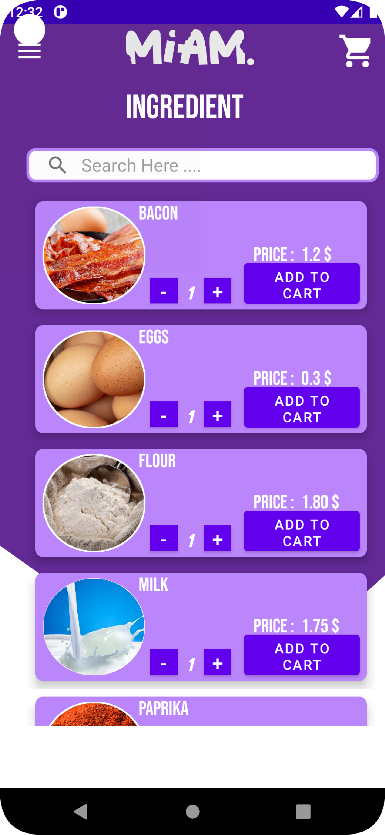 12:32
MiAM.
INGREDIENT
Search Here ....
BACON
PRICE : 1.2 $
- 1 +
ADD TO
CART
EGGS
PRICE : 0.3 $
- 1 +
ADD TO
CART
FLOUR
PRICE : 1.80 $
- 1 +
ADD TO
CART
MILK
PRICE : 1.75 $
- 1 +
ADD TO
CART
PAPRIKA